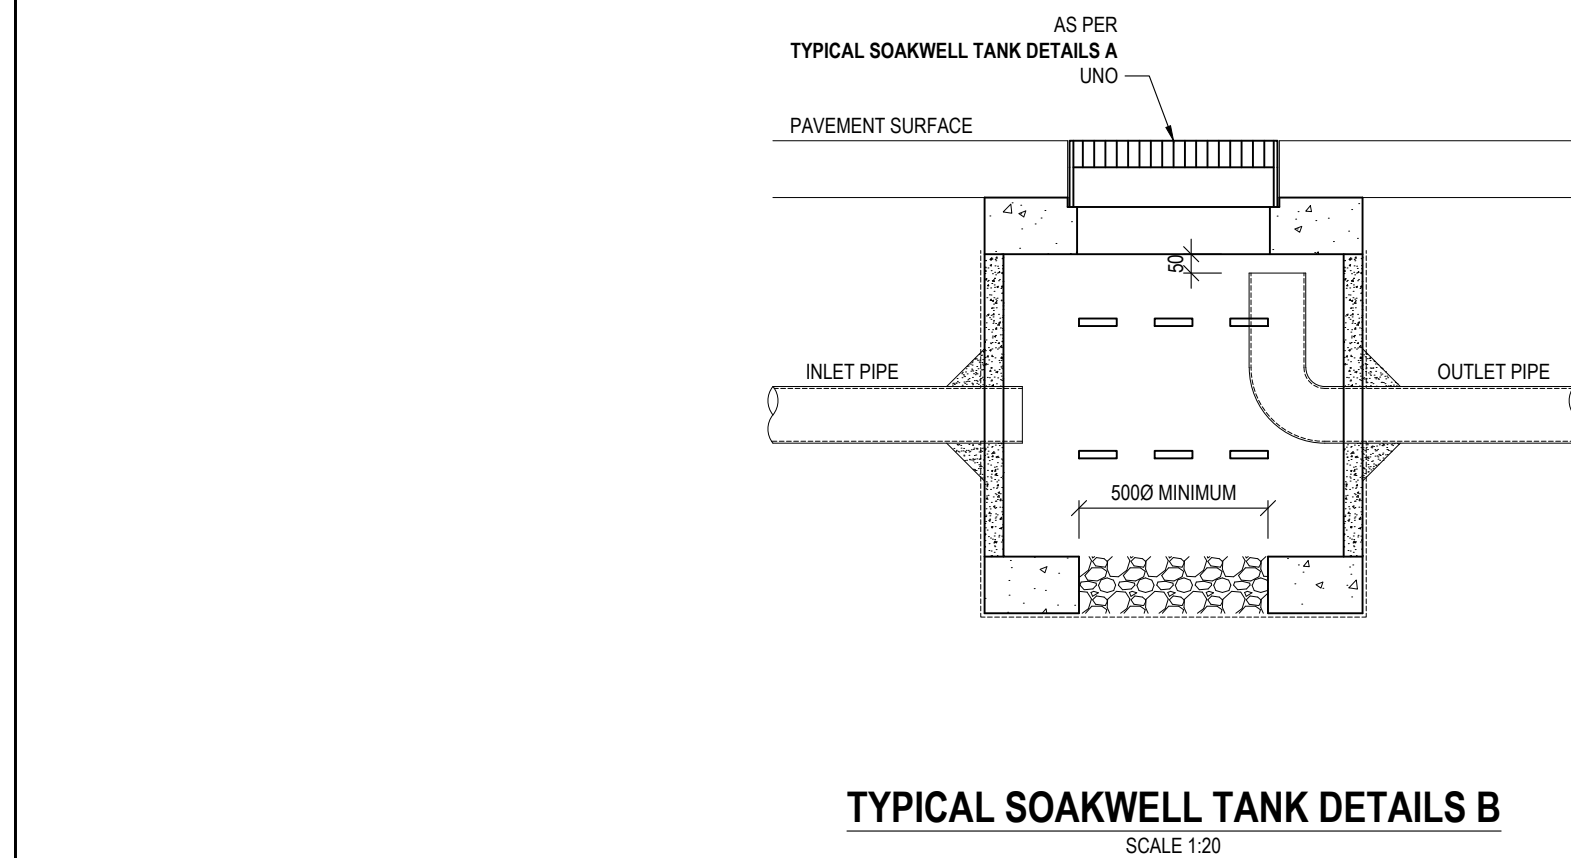 AS PER
TYPICAL SOAKWELL TANK DETAILS A
UNO
PAVEMENT SURFACE
50
INLET PIPE
OUTLET PIPE
500Ø MINIMUM
TYPICAL SOAKWELL TANK DETAILS B
SCALE 1:20